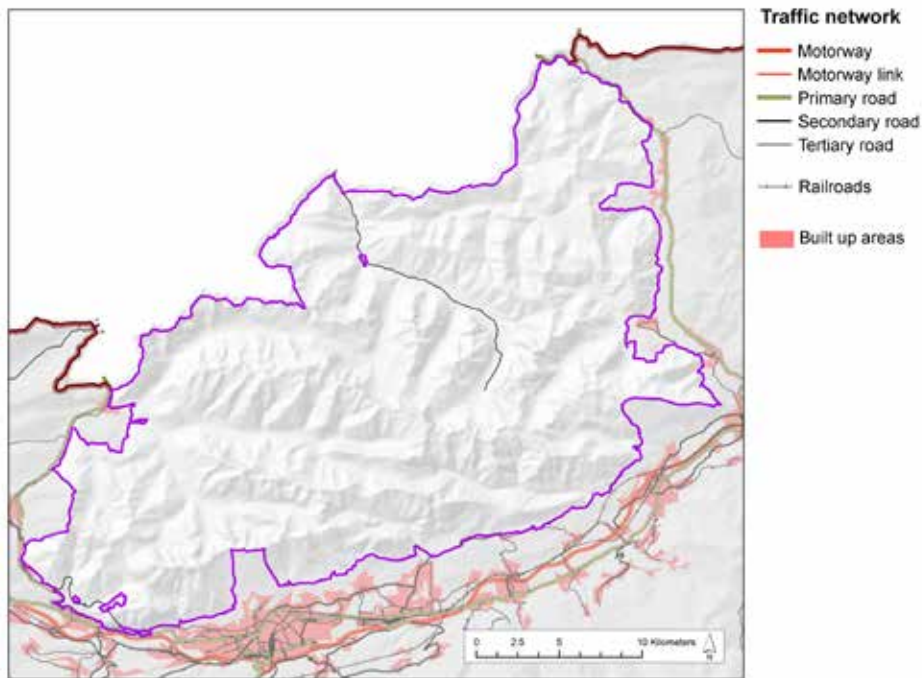 Traffic network
Motorway
Motorway link
Primary road
Secondary road
Tertiary road
Railroads
Built up areas
0 2.5 5 10 Kilometers
N